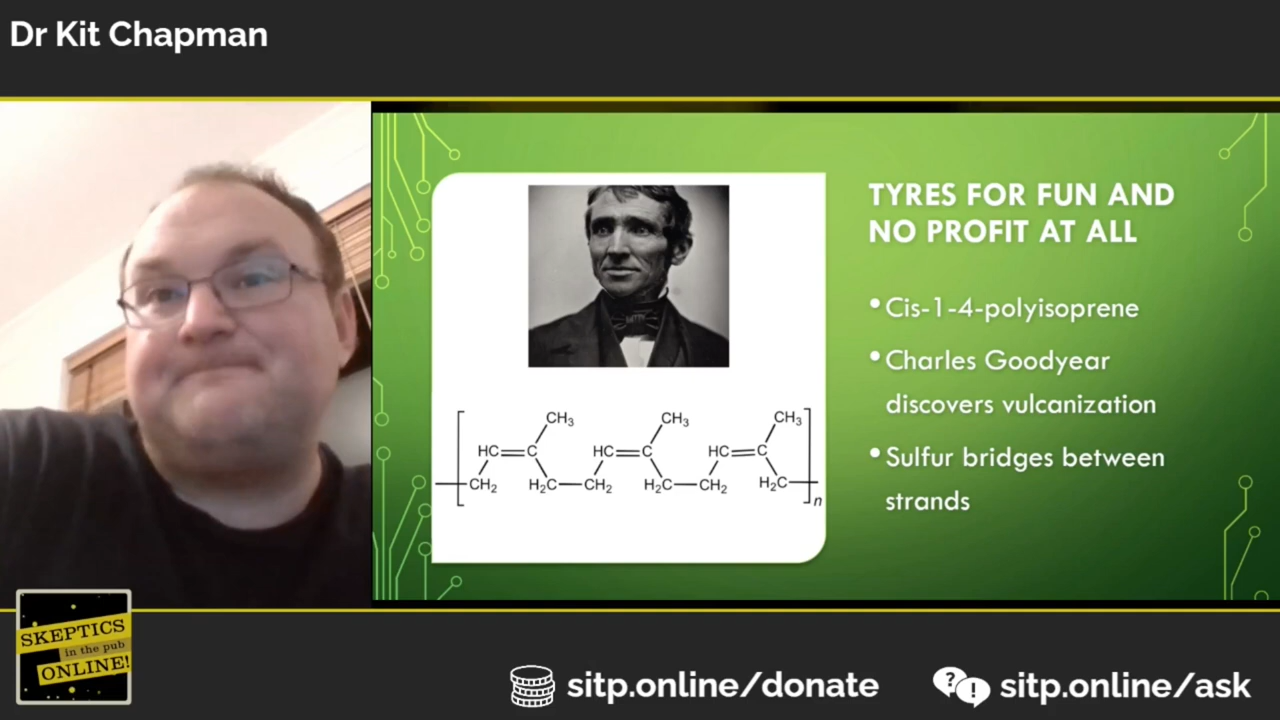 Dr Kit Chapman
TYRES FOR FUN AND
NO PROFIT AT ALL
•Cis-1-4-polyisoprene
•Charles Goodyear
discovers vulcanization
•Sulfur bridges between
strands
CH3 CH3 CH3
HC C HC C HC C
CH2 H2C CH2 H2C CH2 H2C
n
SKEPTICS
in the pub
ONLINE!
sitp.online/donate
?!
sitp.online/ask